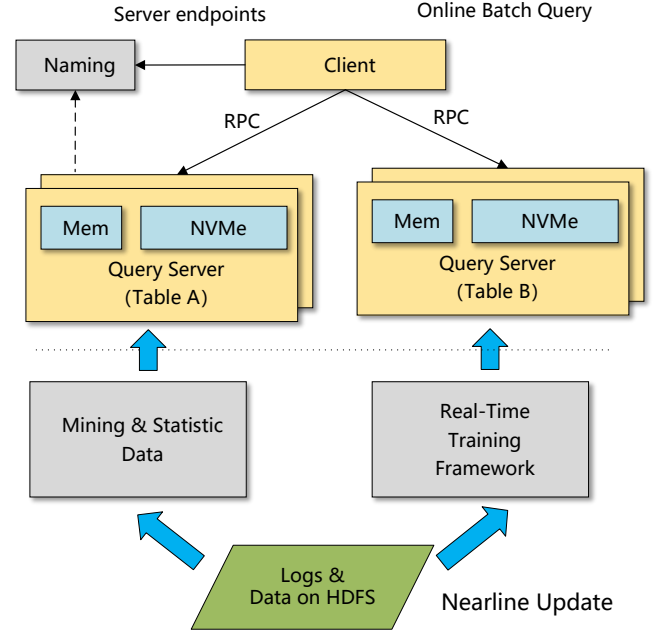 Server endpoints
Online Batch Query
Naming
Client
RPC
RPC
Mem
NVMe
Query Server
(Table A)
Mem
NVMe
Query Server
(Table B)
Mining & Statistic
Data
Real-Time
Training
Framework
Logs &
Data on HDFS
Nearline Update